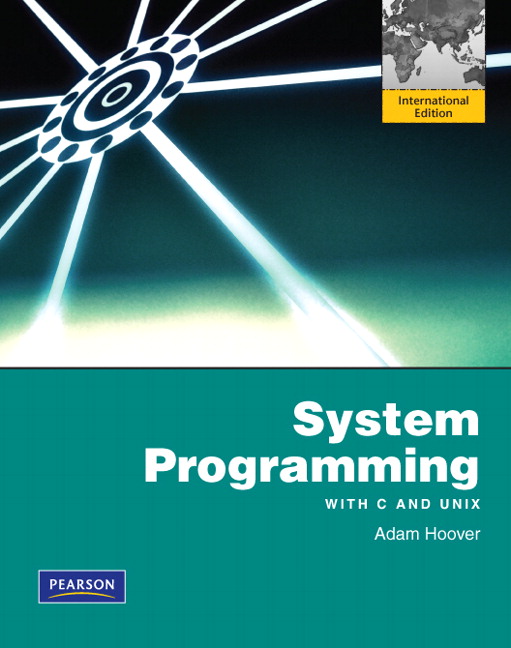 International
Edition
System
Programming
WITH C AND UNIX
Adam Hoover
PEARSON